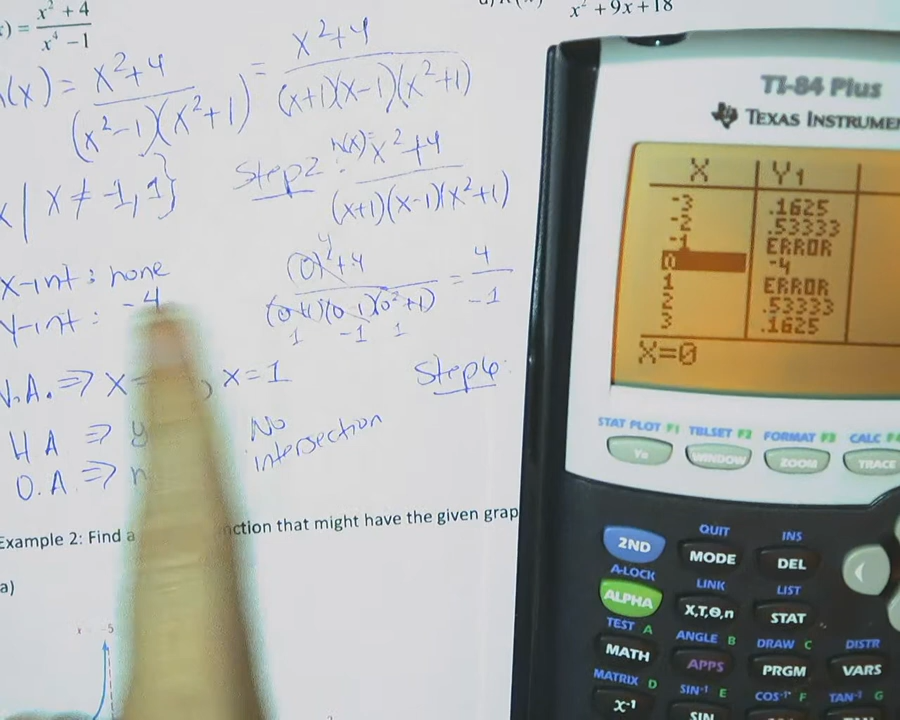 x) = x² + 4 / x⁴ − 1
x² + 9x + 18
(x) = x²+4 / (x²-1)(x²+1) = x²+4 / (x+1)(x-1)(x²+1)
x | x ≠ -1, 1}
Step 2: h(x) = x²+4 / (x+1)(x-1)(x²+1)
x-int: none
y-int: -4
(0)²+4 / (0+1)(0-1)(0²+1) = 4 / -1
1 -1 1
V.A. ⇒ x= , x=1
Step 6:
HA ⇒ y
No
intersection
O.A ⇒ n
Example 2: Find a nction that might have the given grap
a)
TI-84 Plus
TEXAS INSTRUMEN
X Y₁
-3 .1625
-2 .53333
-1 ERROR
0 -4
1 ERROR
2 .53333
3 .1625
X=0
STAT PLOT F1 TBLSET F2 FORMAT F3 CALC F4
Y= WINDOW ZOOM TRACE
QUIT INS
2ND MODE DEL
A-LOCK LINK LIST
ALPHA X,T,Θ,n STAT
TEST A ANGLE B DRAW C DISTR
MATH APPS PRGM VARS
MATRIX D SIN⁻¹ E COS⁻¹ F TAN⁻¹ G
x⁻¹ SIN